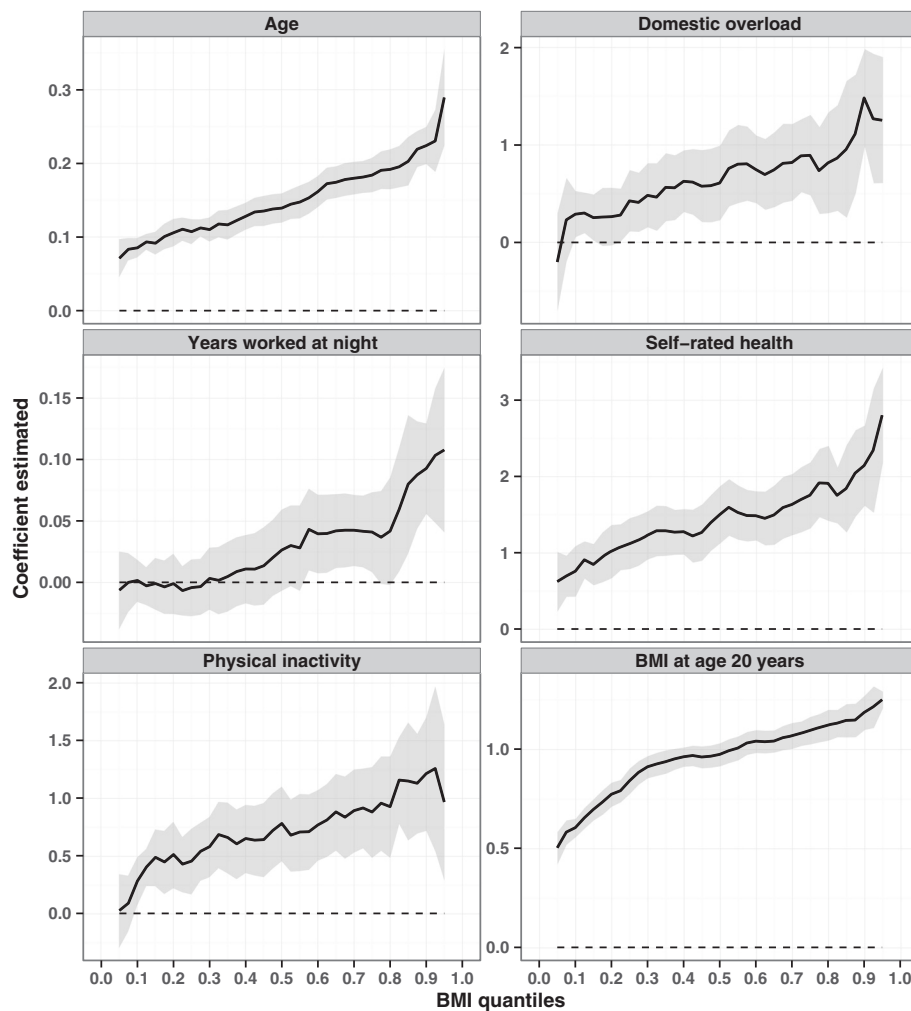 Age
Domestic overload
0.3
0.2
0.1
0.0
2
1
0
Years worked at night
Self−rated health
Coefficient estimated
0.15
0.10
0.05
0.00
3
2
1
0
Physical inactivity
BMI at age 20 years
2.0
1.5
1.0
0.5
0.0
1.0
0.5
0.0
0.0 0.1 0.2 0.3 0.4 0.5 0.6 0.7 0.8 0.9 1.0
0.0 0.1 0.2 0.3 0.4 0.5 0.6 0.7 0.8 0.9 1.0
BMI quantiles